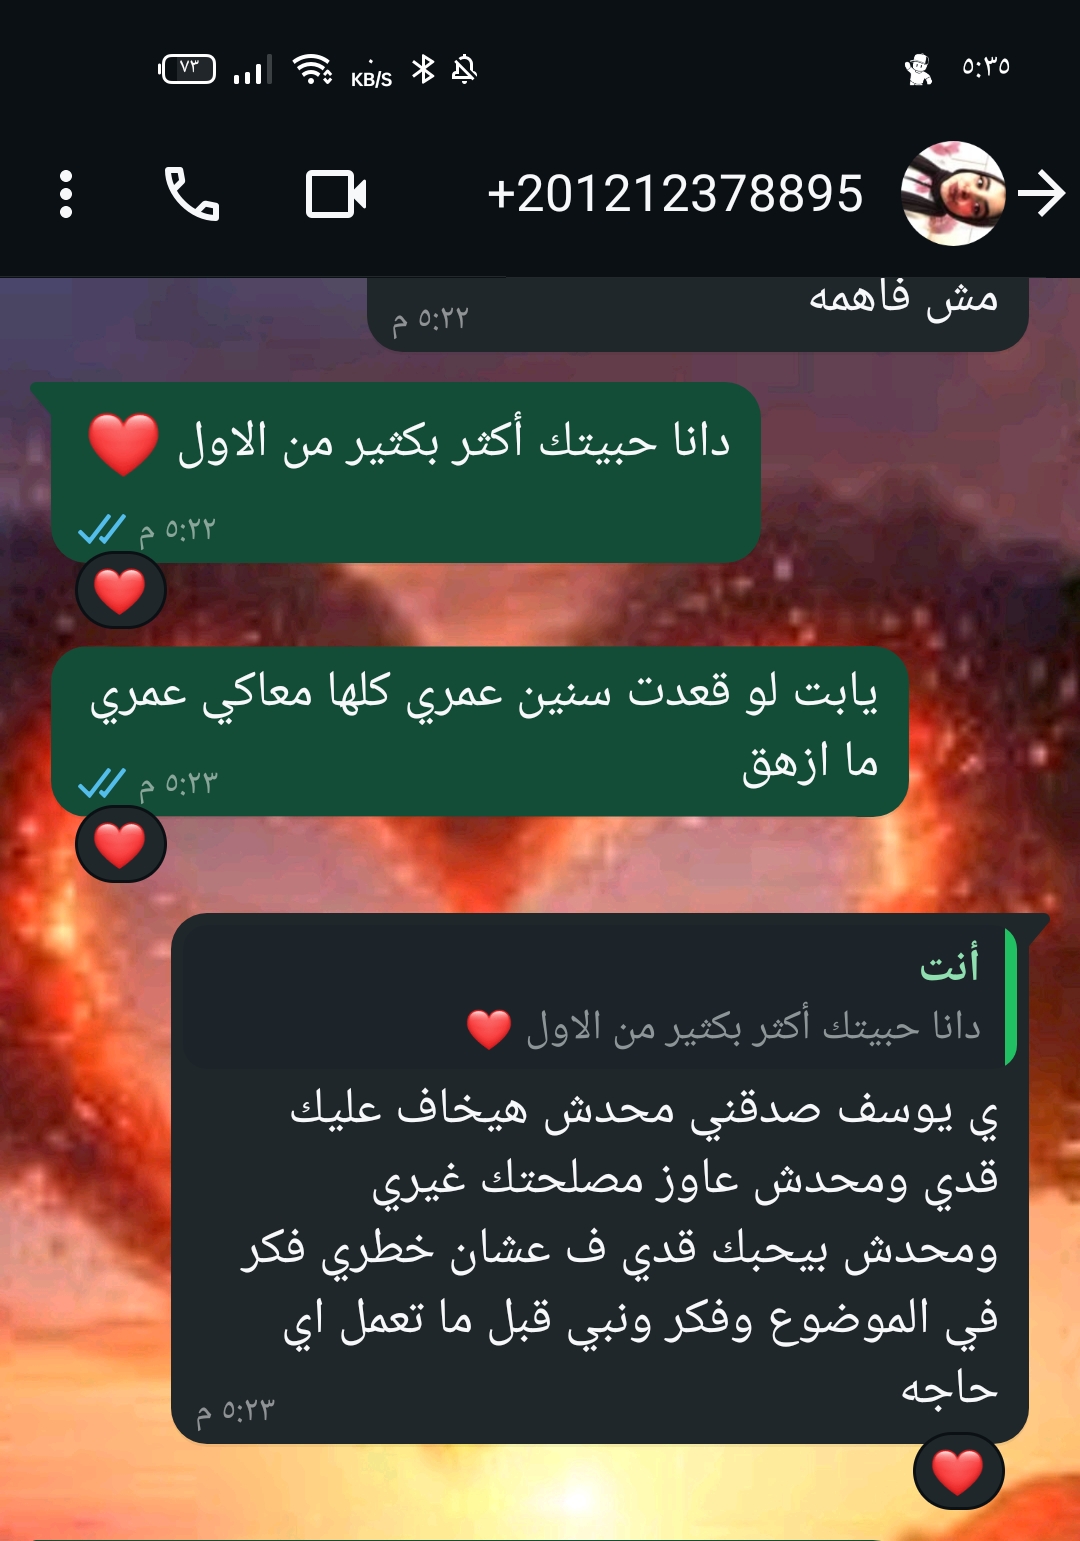 ٧٣
KB/S
٥:٣٥
+201212378895
مش فاهمه
٥:٢٢ م
دانا حبيتك أكثر بكثير من الاول ❤️
٥:٢٢ م
❤️
يابت لو قعدت سنين عمري كلها معاكي عمري
ما ازهق
٥:٢٣ م
❤️
أنت
دانا حبيتك أكثر بكثير من الاول ❤️
ي يوسف صدقني محدش هيخاف عليك
قدي ومحدش عاوز مصلحتك غيري
ومحدش بيحبك قدي ف عشان خطري فكر
في الموضوع وفكر ونبي قبل ما تعمل اي
حاجه
٥:٢٣ م
❤️